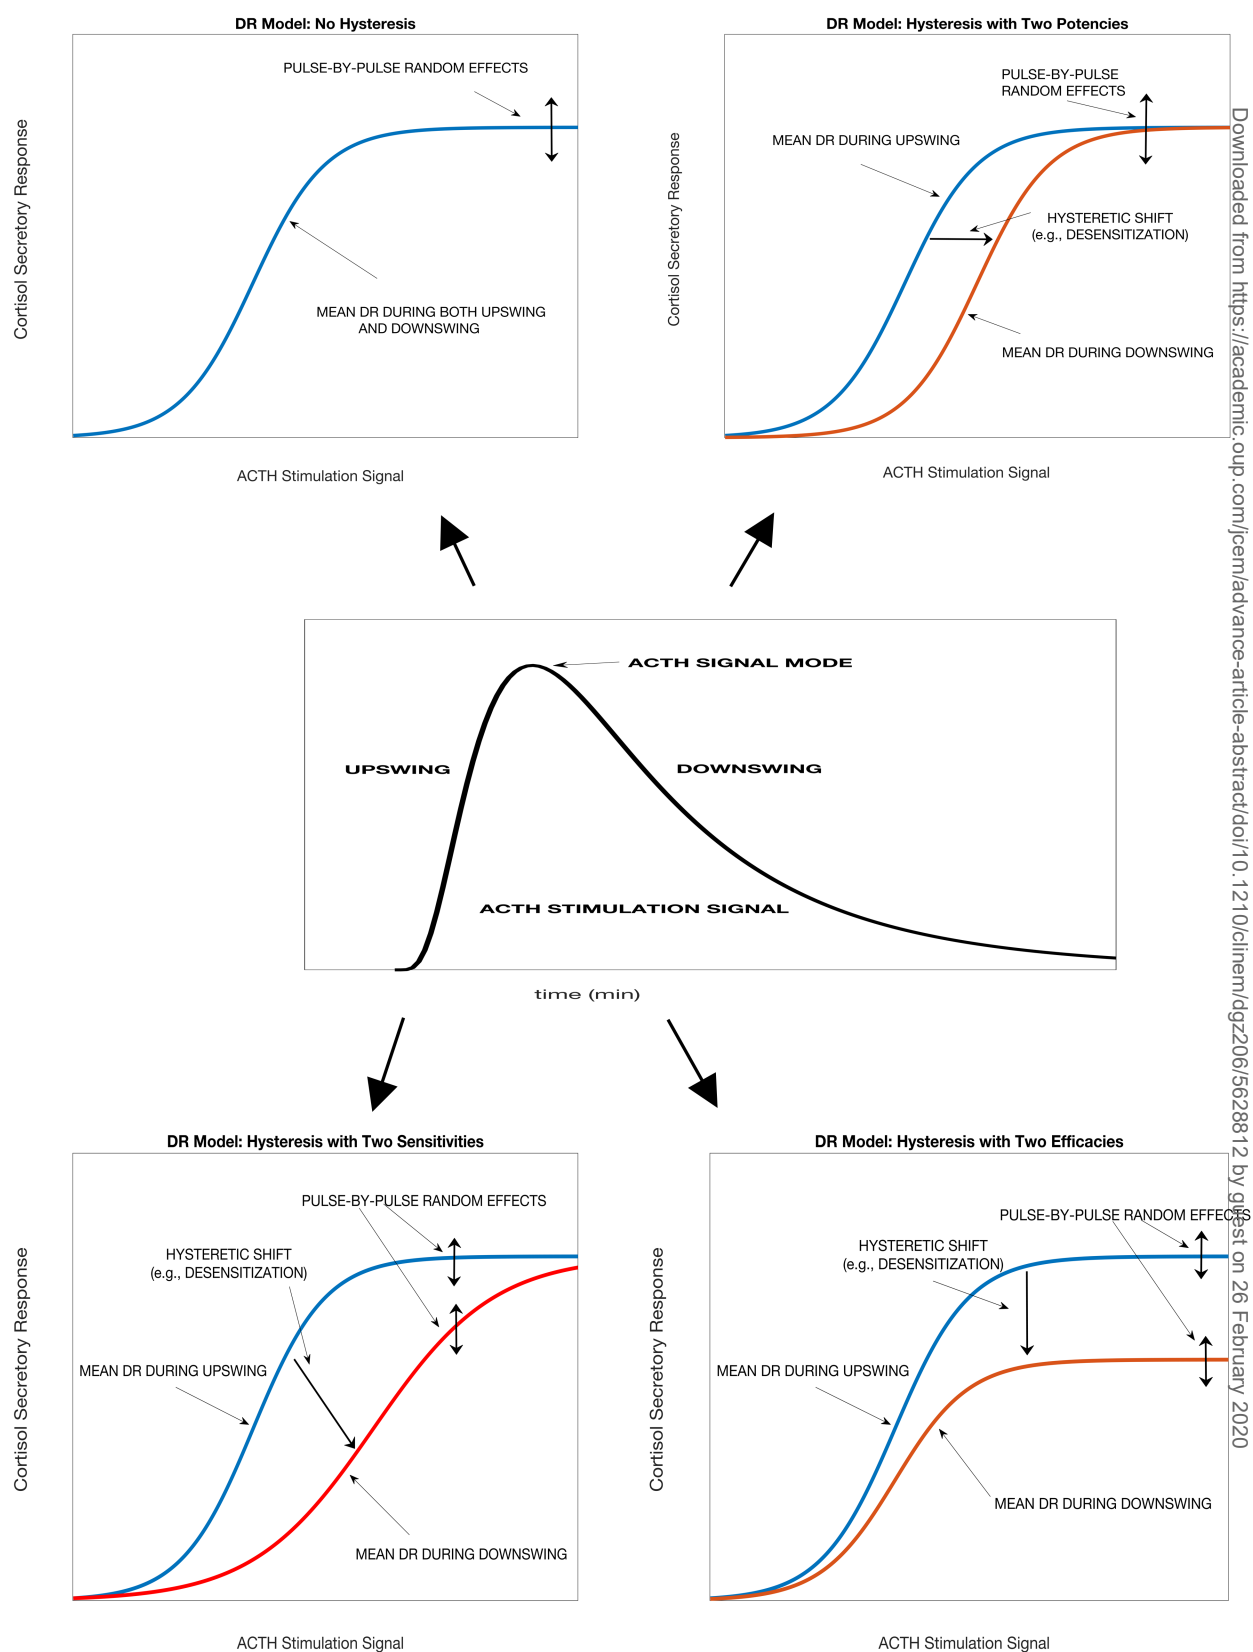 DR Model: No Hysteresis
PULSE-BY-PULSE RANDOM EFFECTS
MEAN DR DURING BOTH UPSWING
AND DOWNSWING
Cortisol Secretory Response
ACTH Stimulation Signal
DR Model: Hysteresis with Two Potencies
PULSE-BY-PULSE
RANDOM EFFECTS
MEAN DR DURING UPSWING
HYSTERETIC SHIFT
(e.g., DESENSITIZATION)
MEAN DR DURING DOWNSWING
Cortisol Secretory Response
ACTH Stimulation Signal
ACTH SIGNAL MODE
UPSWING
DOWNSWING
ACTH STIMULATION SIGNAL
time (min)
DR Model: Hysteresis with Two Sensitivities
PULSE-BY-PULSE RANDOM EFFECTS
HYSTERETIC SHIFT
(e.g., DESENSITIZATION)
MEAN DR DURING UPSWING
MEAN DR DURING DOWNSWING
Cortisol Secretory Response
ACTH Stimulation Signal
DR Model: Hysteresis with Two Efficacies
PULSE-BY-PULSE RANDOM EFFECTS
HYSTERETIC SHIFT
(e.g., DESENSITIZATION)
MEAN DR DURING UPSWING
MEAN DR DURING DOWNSWING
Cortisol Secretory Response
ACTH Stimulation Signal
Downloaded from https://academic.oup.com/jcem/advance-article-abstract/doi/10.1210/clinem/dgz206/5628812 by guest on 26 February 2020